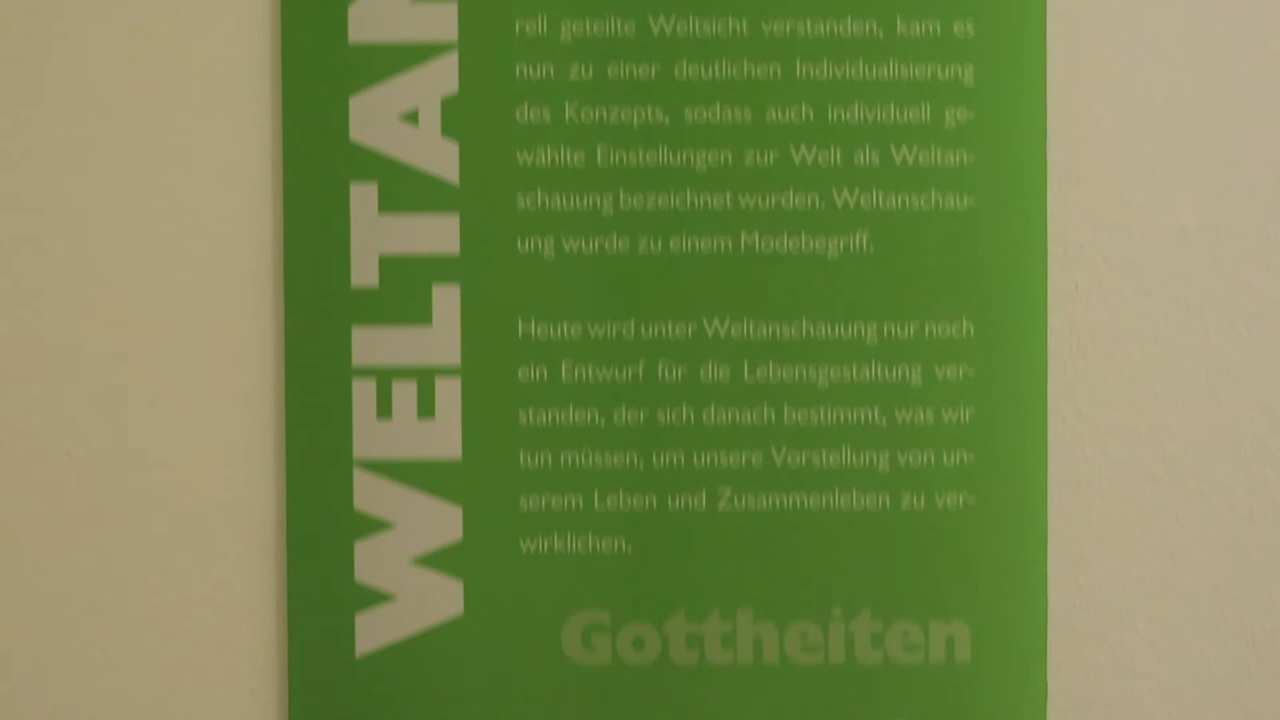 WELTAN
rell geteilte Weltsicht verstanden, kam es
nun zu einer deutlichen Individualisierung
des Konzepts, sodass auch individuell ge-
wählte Einstellungen zur Welt als Weltan-
schauung bezeichnet wurden. Weltanschau-
ung wurde zu einem Modebegriff.
Heute wird unter Weltanschauung nur noch
ein Entwurf für die Lebensgestaltung ver-
standen, der sich danach bestimmt, was wir
tun müssen, um unsere Vorstellung von un-
serem Leben und Zusammenleben zu ver-
wirklichen.
Gottheiten